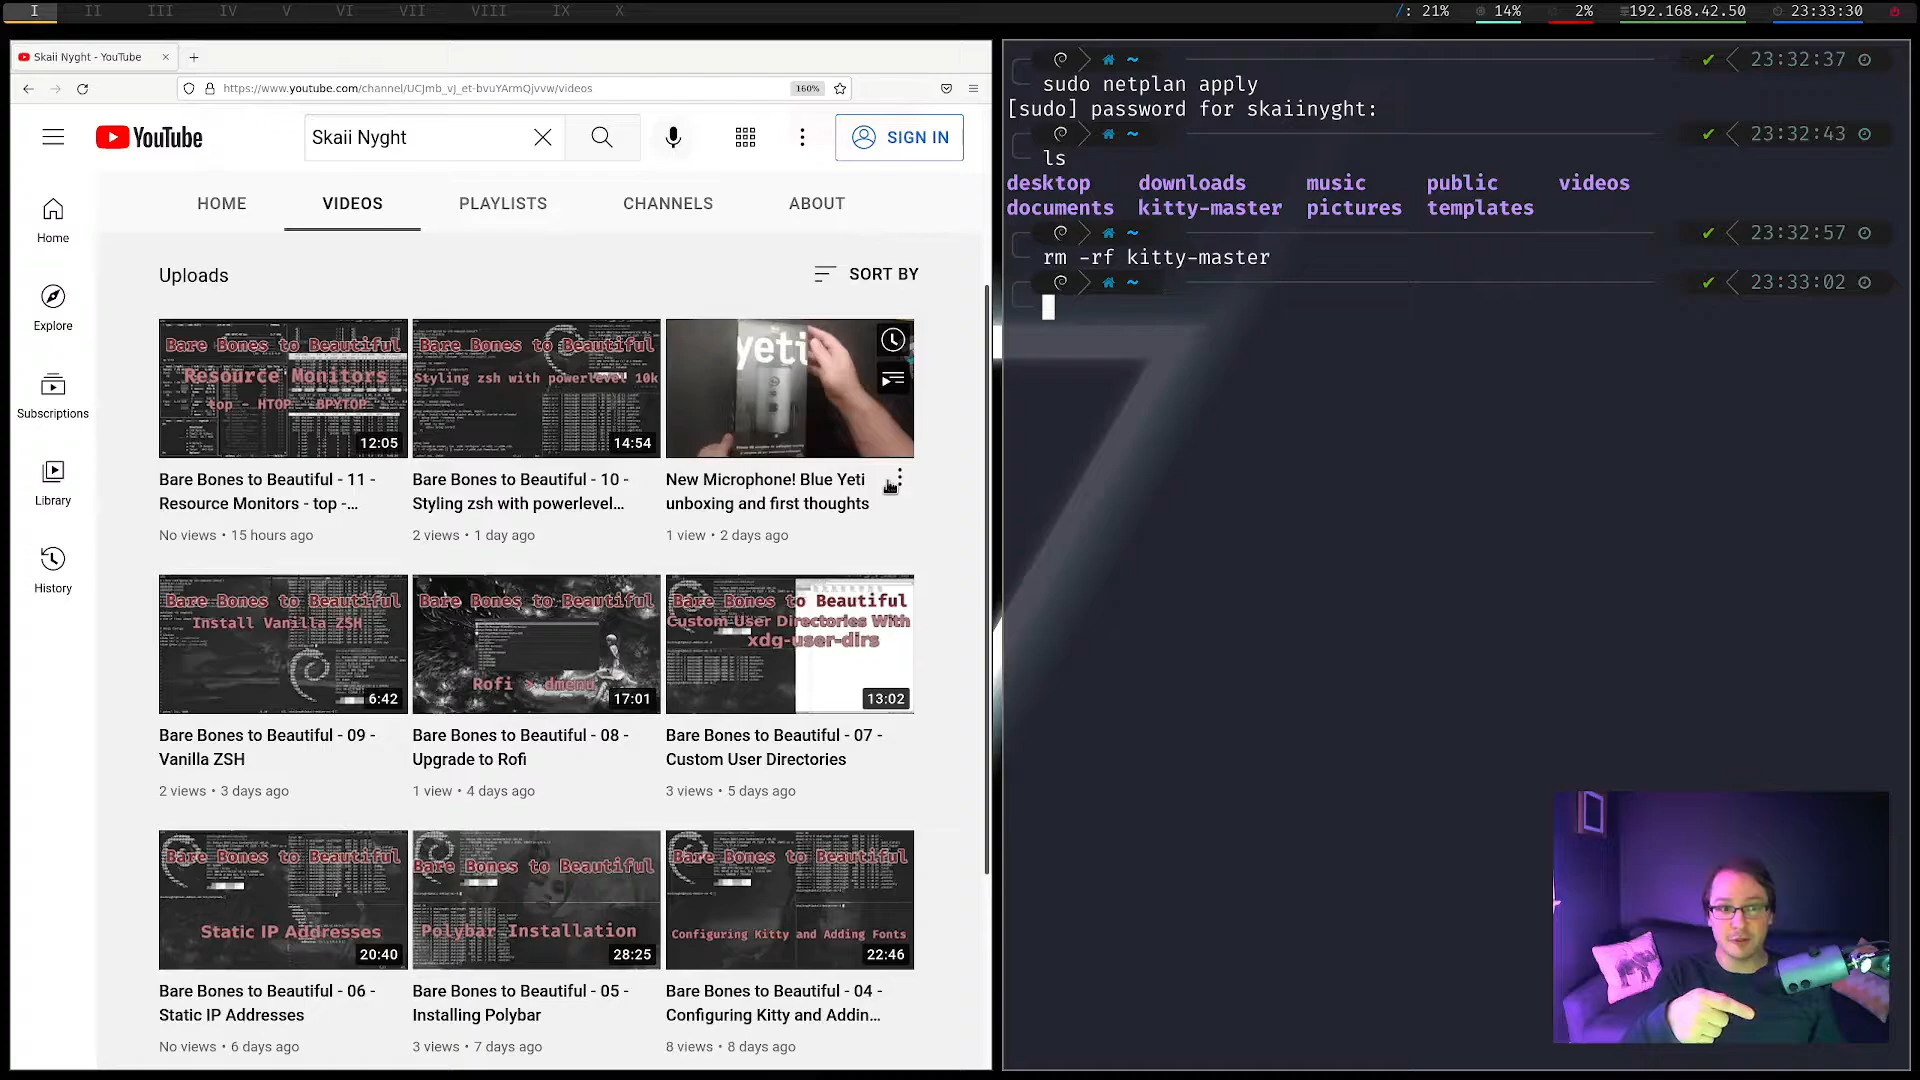 I II III IV V VI VII VIII IX X
/: 21% 14% 2% 192.168.42.50 23:33:30
Skaii Nyght - YouTube
https://www.youtube.com/channel/UCJmb_vJ_et-bvuYArmQjvvw/videos
160%
YouTube
Skaii Nyght
SIGN IN
HOME VIDEOS PLAYLISTS CHANNELS ABOUT
Home
Explore
Subscriptions
Library
History
Uploads
SORT BY
Bare Bones to Beautiful
Resource Monitors
top HTOP BPYTOP
12:05
Bare Bones to Beautiful
Styling zsh with powerlevel 10k
14:54
yeti
Bare Bones to Beautiful - 11 -
Resource Monitors - top -...
No views • 15 hours ago
Bare Bones to Beautiful - 10 -
Styling zsh with powerlevel...
2 views • 1 day ago
New Microphone! Blue Yeti
unboxing and first thoughts
1 view • 2 days ago
Bare Bones to Beautiful
Install Vanilla ZSH
6:42
Bare Bones to Beautiful
Rofi > dmenu
17:01
Bare Bones to Beautiful
Custom User Directories With
xdg-user-dirs
13:02
Bare Bones to Beautiful - 09 -
Vanilla ZSH
2 views • 3 days ago
Bare Bones to Beautiful - 08 -
Upgrade to Rofi
1 view • 4 days ago
Bare Bones to Beautiful - 07 -
Custom User Directories
3 views • 5 days ago
Bare Bones to Beautiful
Static IP Addresses
20:40
Bare Bones to Beautiful
Polybar Installation
28:25
Bare Bones to Beautiful
Configuring Kitty and Adding Fonts
22:46
Bare Bones to Beautiful - 06 -
Static IP Addresses
No views • 6 days ago
Bare Bones to Beautiful - 05 -
Installing Polybar
3 views • 7 days ago
Bare Bones to Beautiful - 04 -
Configuring Kitty and Addin...
8 views • 8 days ago
~ ✔ 23:32:37
sudo netplan apply
[sudo] password for skaiinyght:
~ ✔ 23:32:43
ls
desktop downloads music public videos
documents kitty-master pictures templates
~ ✔ 23:32:57
rm -rf kitty-master
~ ✔ 23:33:02